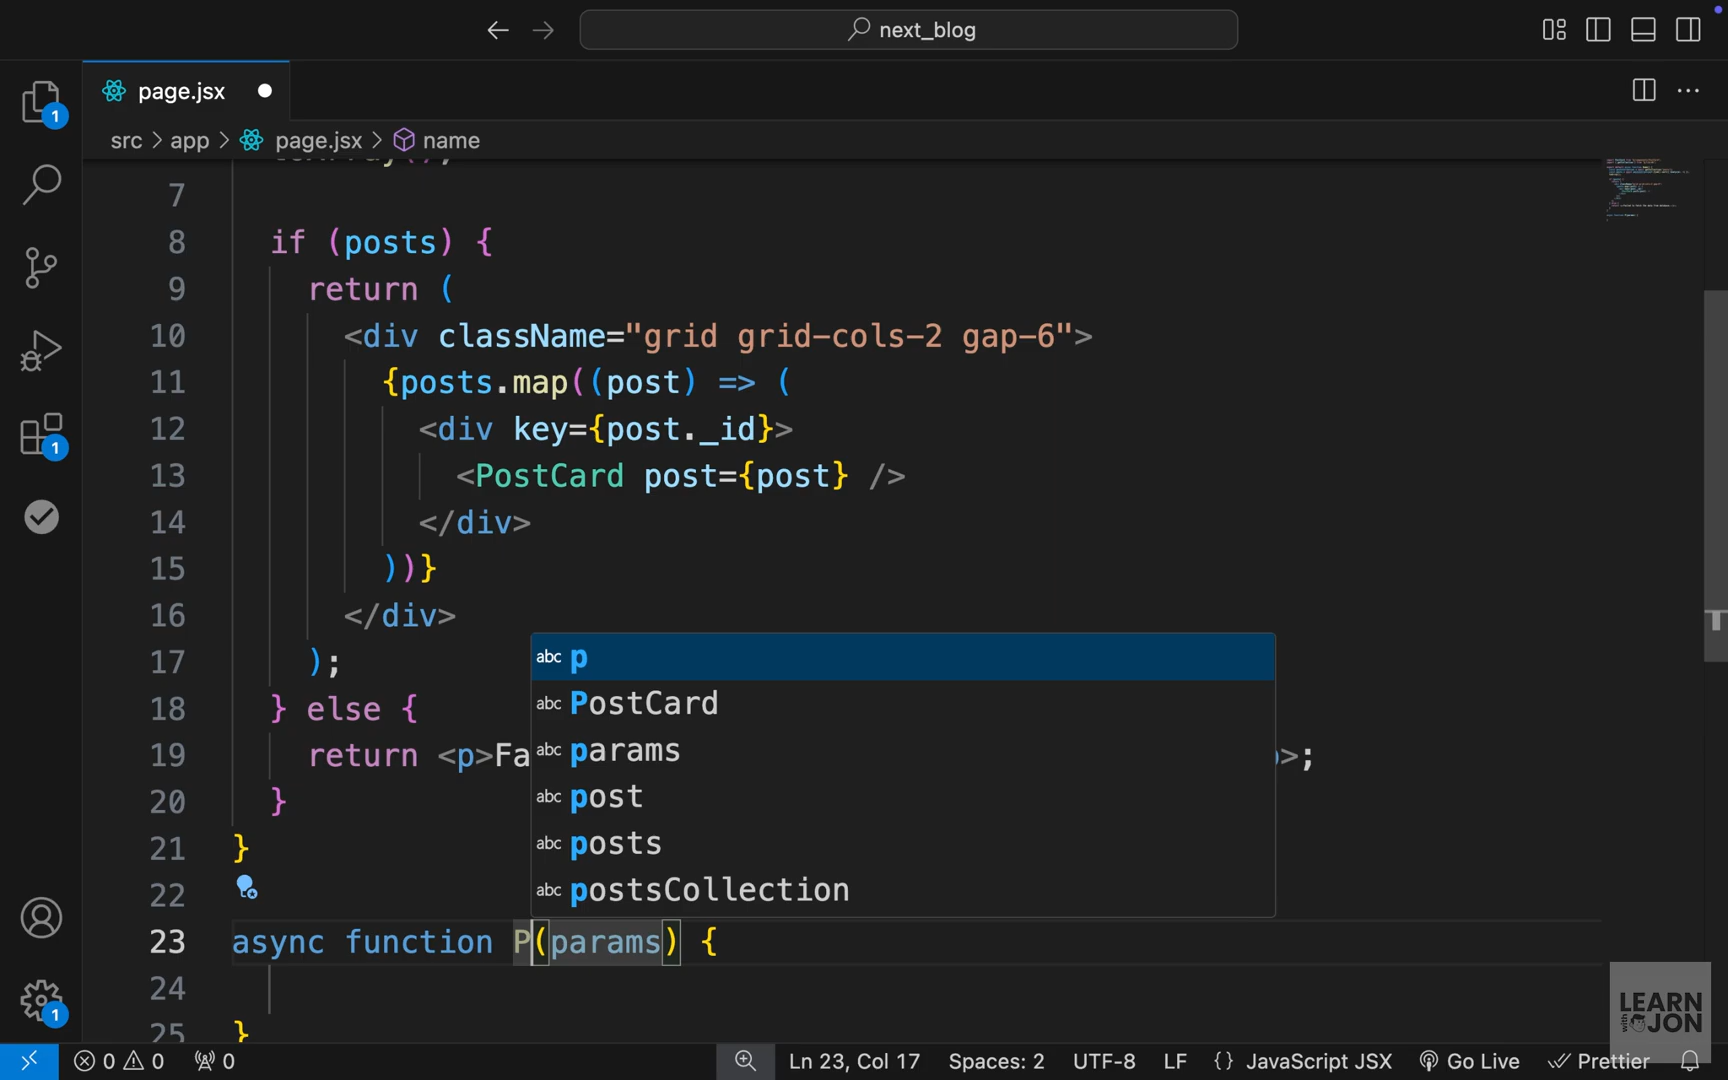 next_blog
page.jsx
src > app > page.jsx > name
7
8 if (posts) {
9 return (
10 <div className="grid grid-cols-2 gap-6">
11 {posts.map((post) => (
12 <div key={post._id}>
13 <PostCard post={post} />
14 </div>
15 ))}
16 </div>
17 );
18 } else {
19 return <p>Fa >;
20 }
21 }
22
23 async function P(params) {
24
25 }
abc p
abc PostCard
abc params
abc post
abc posts
abc postsCollection
1
1
1
LEARN
with JON
0 0 0 Ln 23, Col 17 Spaces: 2 UTF-8 LF {} JavaScript JSX Go Live Prettier